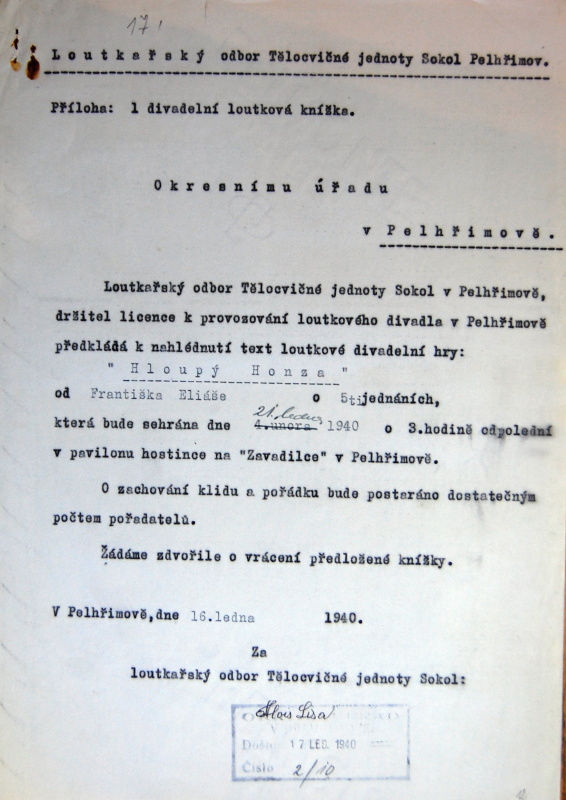 17
Loutkařský odbor Tělocvičné jednoty Sokol Pelhřimov.
Příloha: 1 divadelní loutková knížka.
Okresnímu úřadu
v Pelhřimově.
Loutkařský odbor Tělocvičné jednoty Sokol v Pelhřimově,
držitel licence k provozování loutkového divadla v Pelhřimově
předkládá k nahlédnutí text loutkové divadelní hry:
" Hloupý Honza "
od Františka Eliáše o 5ti jednáních,
21. ledna
která bude sehrána dne 4.února 1940 o 3.hodině odpolední
v pavilonu hostince na "Zavadilce" v Pelhřimově.
O zachování klidu a pořádku bude postaráno dostatečným
počtem pořadatelů.
Žádáme zdvořile o vrácení předložené knížky.
V Pelhřimově,dne 16.ledna 1940.
Za
loutkařský odbor Tělocvičné jednoty Sokol:
Alois Lisa
Došlo 17 LED. 1940
Číslo 2/10